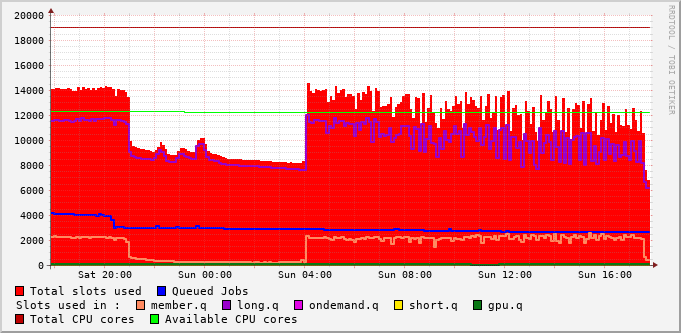 20000
18000
16000
14000
12000
10000
8000
6000
4000
2000
0
Sat 20:00 Sun 00:00 Sun 04:00 Sun 08:00 Sun 12:00 Sun 16:00
Total slots used Queued Jobs
Slots used in : member.q long.q ondemand.q short.q gpu.q
Total CPU cores Available CPU cores
RRDTOOL / TOBI OETIKER